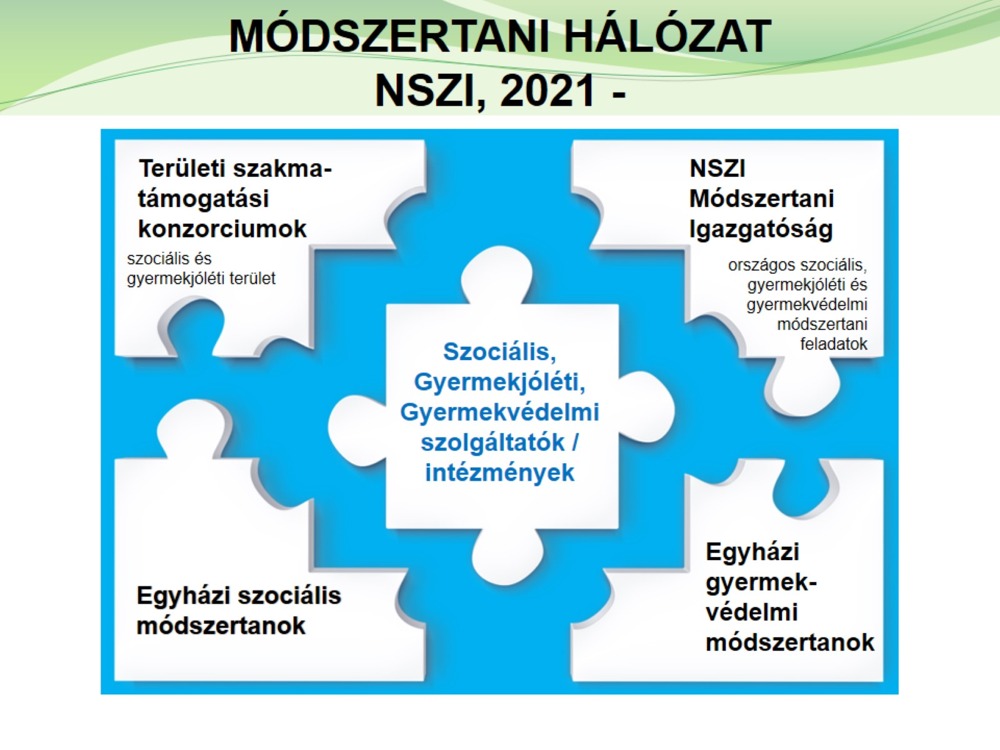 MÓDSZERTANI HÁLÓZAT
NSZI, 2021 -
Területi szakma-
támogatási
konzorciumok
szociális és
gyermekjóléti terület
NSZI
Módszertani
Igazgatóság
országos szociális,
gyermekjóléti és
gyermekvédelmi
módszertani
feladatok
Szociális,
Gyermekjóléti,
Gyermekvédelmi
szolgáltatók /
intézmények
Egyházi szociális
módszertanok
Egyházi
gyermek-
védelmi
módszertanok